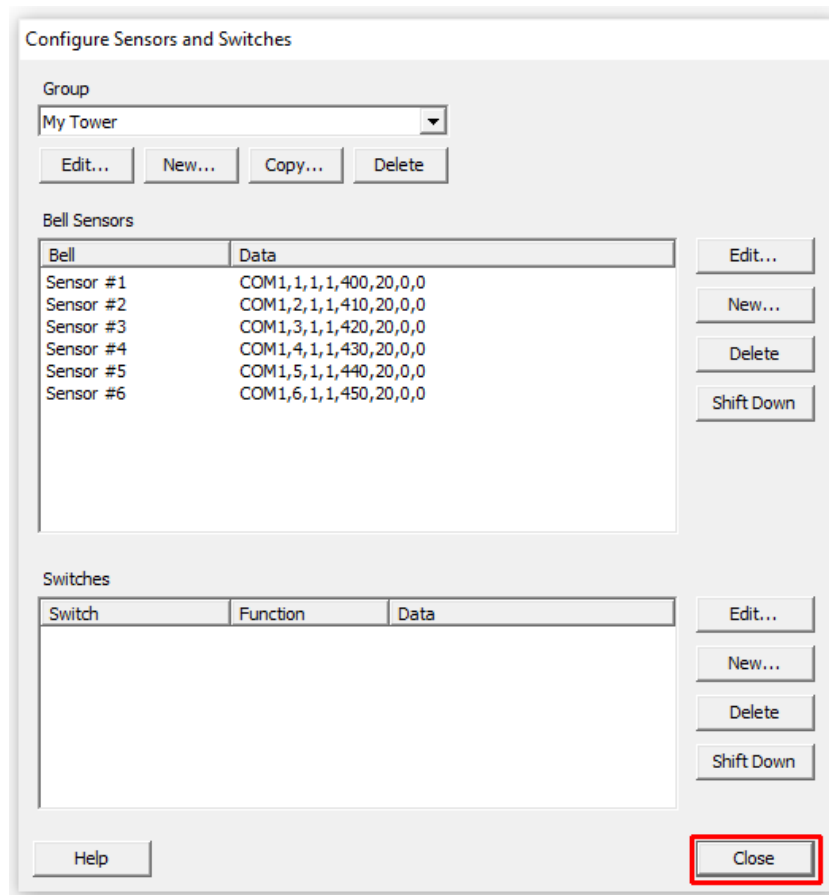 Configure Sensors and Switches
Group
My Tower
Edit... New... Copy... Delete
Bell Sensors
Bell Data
Sensor #1 COM1,1,1,1,400,20,0,0
Sensor #2 COM1,2,1,1,410,20,0,0
Sensor #3 COM1,3,1,1,420,20,0,0
Sensor #4 COM1,4,1,1,430,20,0,0
Sensor #5 COM1,5,1,1,440,20,0,0
Sensor #6 COM1,6,1,1,450,20,0,0
Edit...
New...
Delete
Shift Down
Switches
Switch Function Data
Edit...
New...
Delete
Shift Down
Help Close